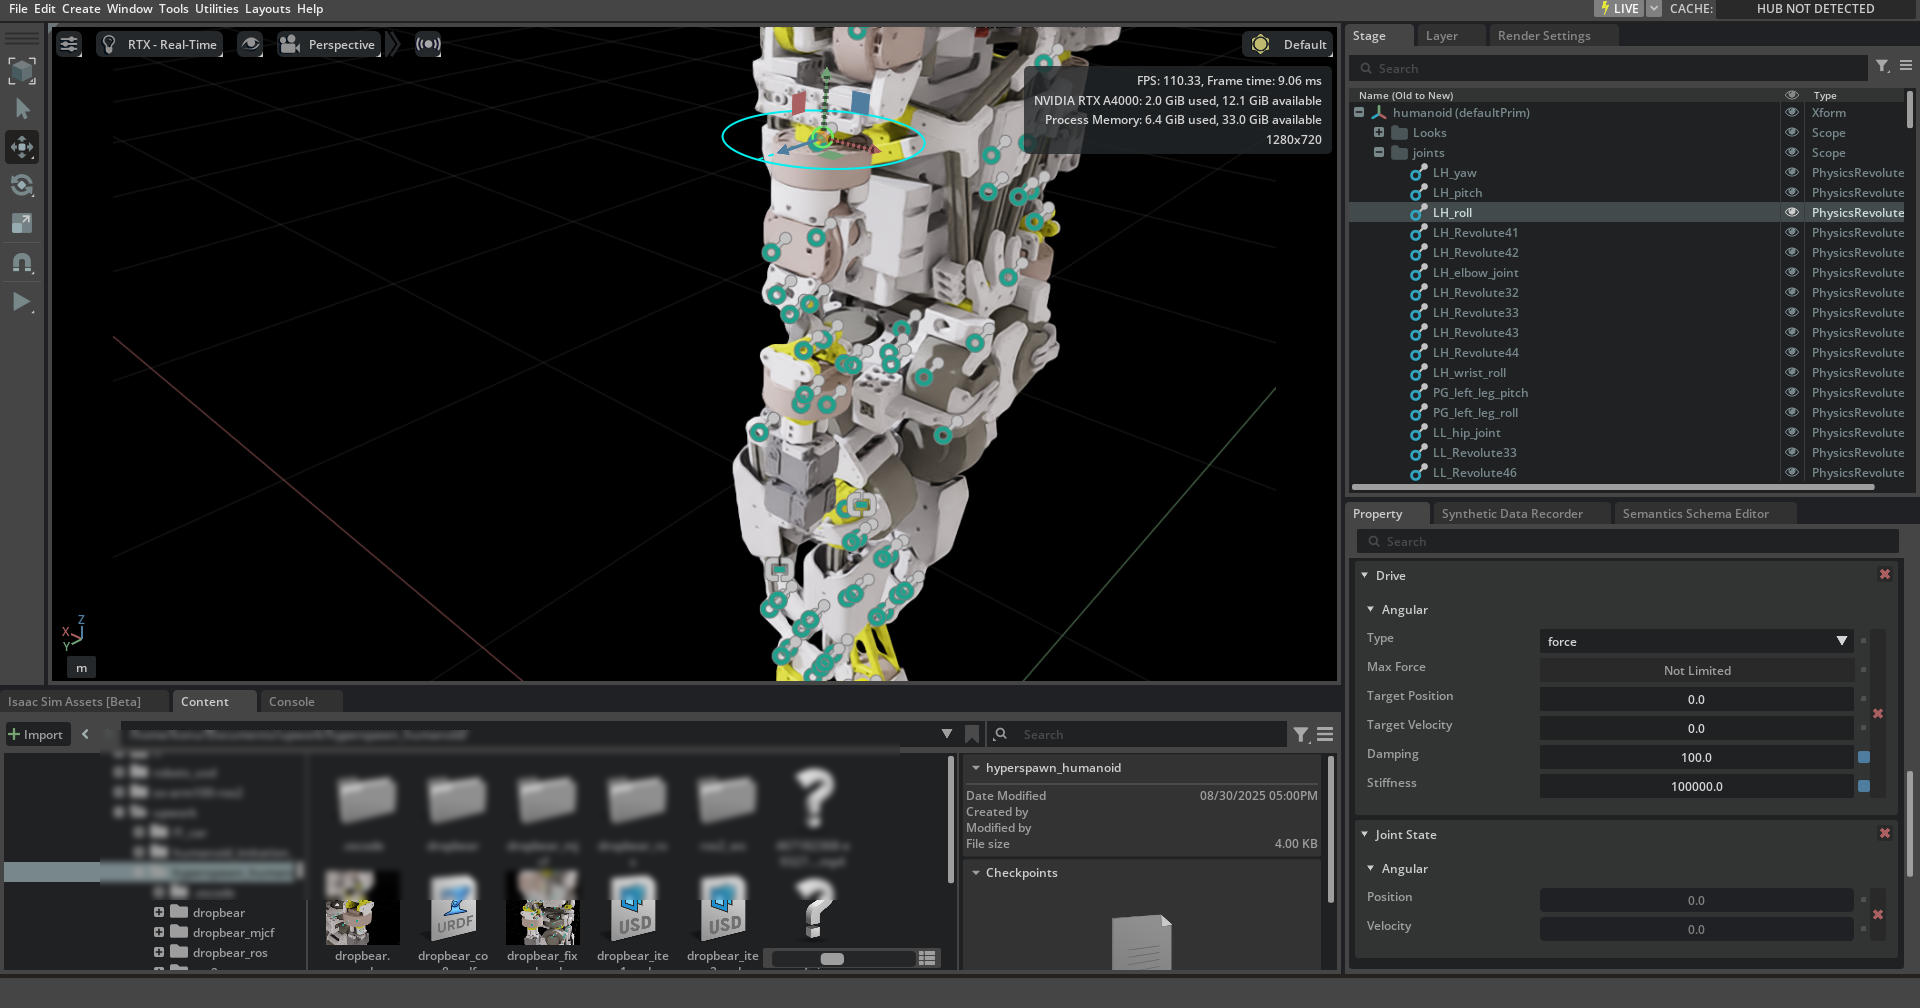 File Edit Create Window Tools Utilities Layouts Help
LIVE
CACHE:
HUB NOT DETECTED
RTX - Real-Time
Perspective
Default
FPS: 110.33, Frame time: 9.06 ms
NVIDIA RTX A4000: 2.0 GiB used, 12.1 GiB available
Process Memory: 6.4 GiB used, 33.0 GiB available
1280x720
Z
X
Y
m
Stage
Layer
Render Settings
Search
Name (Old to New)
Type
humanoid (defaultPrim)
Xform
Looks
Scope
joints
Scope
LH_yaw
PhysicsRevolute
LH_pitch
PhysicsRevolute
LH_roll
PhysicsRevolute
LH_Revolute41
PhysicsRevolute
LH_Revolute42
PhysicsRevolute
LH_elbow_joint
PhysicsRevolute
LH_Revolute32
PhysicsRevolute
LH_Revolute33
PhysicsRevolute
LH_Revolute43
PhysicsRevolute
LH_Revolute44
PhysicsRevolute
LH_wrist_roll
PhysicsRevolute
PG_left_leg_pitch
PhysicsRevolute
PG_left_leg_roll
PhysicsRevolute
LL_hip_joint
PhysicsRevolute
LL_Revolute33
PhysicsRevolute
LL_Revolute46
PhysicsRevolute
Property
Synthetic Data Recorder
Semantics Schema Editor
Search
Drive
Angular
Type
force
Max Force
Not Limited
Target Position
0.0
Target Velocity
0.0
Damping
100.0
Stiffness
100000.0
Joint State
Angular
Position
0.0
Velocity
0.0
Isaac Sim Assets [Beta]
Content
Console
Import
Search
dropbear
dropbear_mjcf
dropbear_ros
dropbear.
URDF
dropbear_co
dropbear_fix
USD
dropbear_ite
USD
dropbear_ite
hyperspawn_humanoid
Date Modified
08/30/2025 05:00PM
Created by
Modified by
File size
4.00 KB
Checkpoints